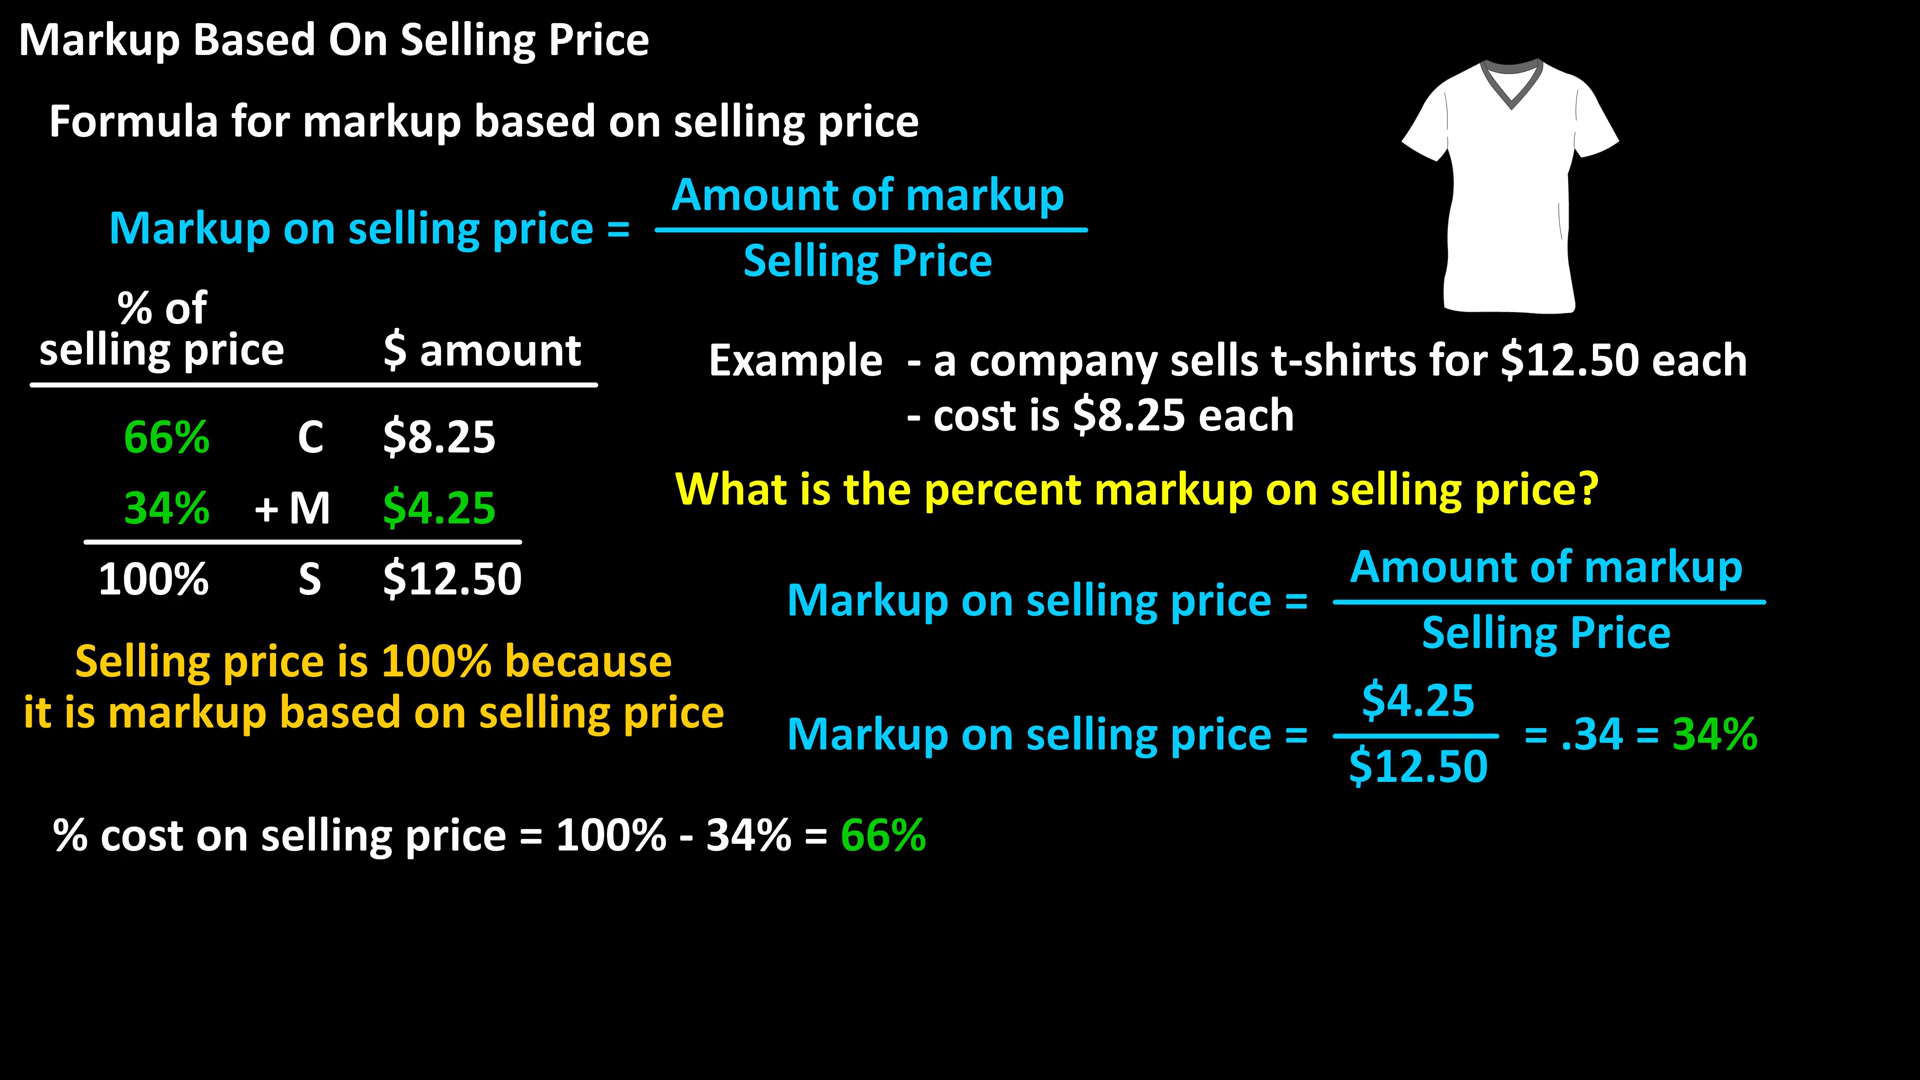 Markup Based On Selling Price
Formula for markup based on selling price
Markup on selling price = Amount of markup
Selling Price
% of
selling price $ amount
66% C $8.25
34% + M $4.25
100% S $12.50
Selling price is 100% because
it is markup based on selling price
Example - a company sells t-shirts for $12.50 each
- cost is $8.25 each
What is the percent markup on selling price?
Markup on selling price = Amount of markup
Selling Price
Markup on selling price = $4.25
$12.50
= .34 = 34%
% cost on selling price = 100% - 34% = 66%